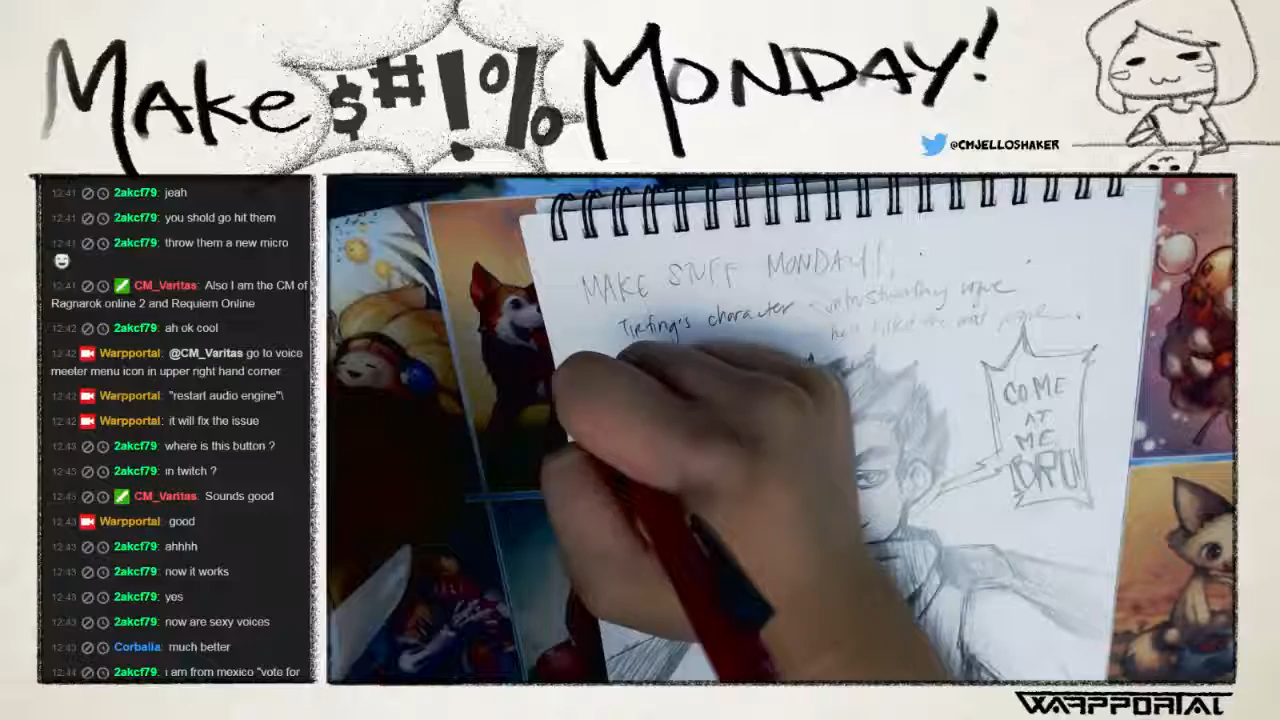 MAKE $#!% MONDAY!
@CMJELLOSHAKER
12:41 2akcf79: jeah
12:41 2akcf79: you shold go hit them
12:41 2akcf79: throw them a new micro
12:41 CM_Varitas: Also I am the CM of
Ragnarok online 2 and Requiem Online
12:42 2akcf79: ah ok cool
12:42 Warpportal: @CM_Varitas go to voice
meeter menu icon in upper right hand corner
12:42 Warpportal: "restart audio engine"\
12:42 Warpportal: it will fix the issue
12:43 2akcf79: where is this button ?
12:43 2akcf79: in twitch ?
12:43 CM_Varitas: Sounds good
12:43 Warpportal: good
12:43 2akcf79: ahhhh
12:43 2akcf79: now it works
12:43 2akcf79: yes
12:43 2akcf79: now are sexy voices
12:43 Corballa: much better
12:44 2akcf79: i am from mexico "vote for
MAKE STUFF MONDAY!!
Tirfing's character - untrustworthy
COME
AT
ME
BRO!
WARPPORTAL